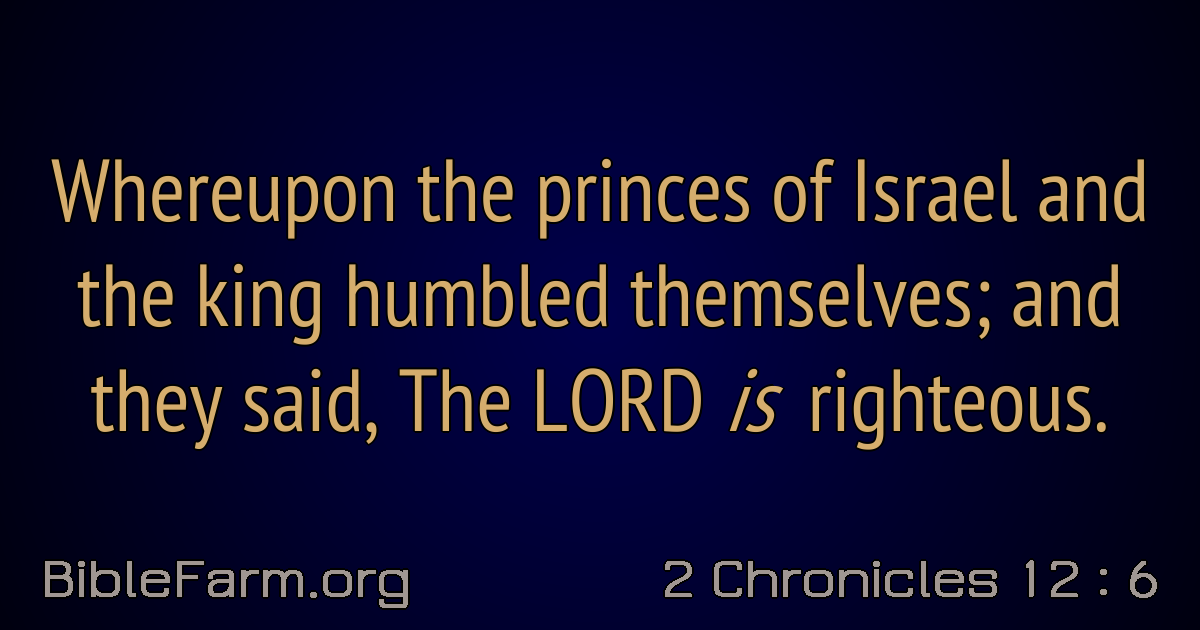 Whereupon the princes of Israel and
the king humbled themselves; and
they said, The LORD is righteous.
BibleFarm.org
2 Chronicles 12 : 6